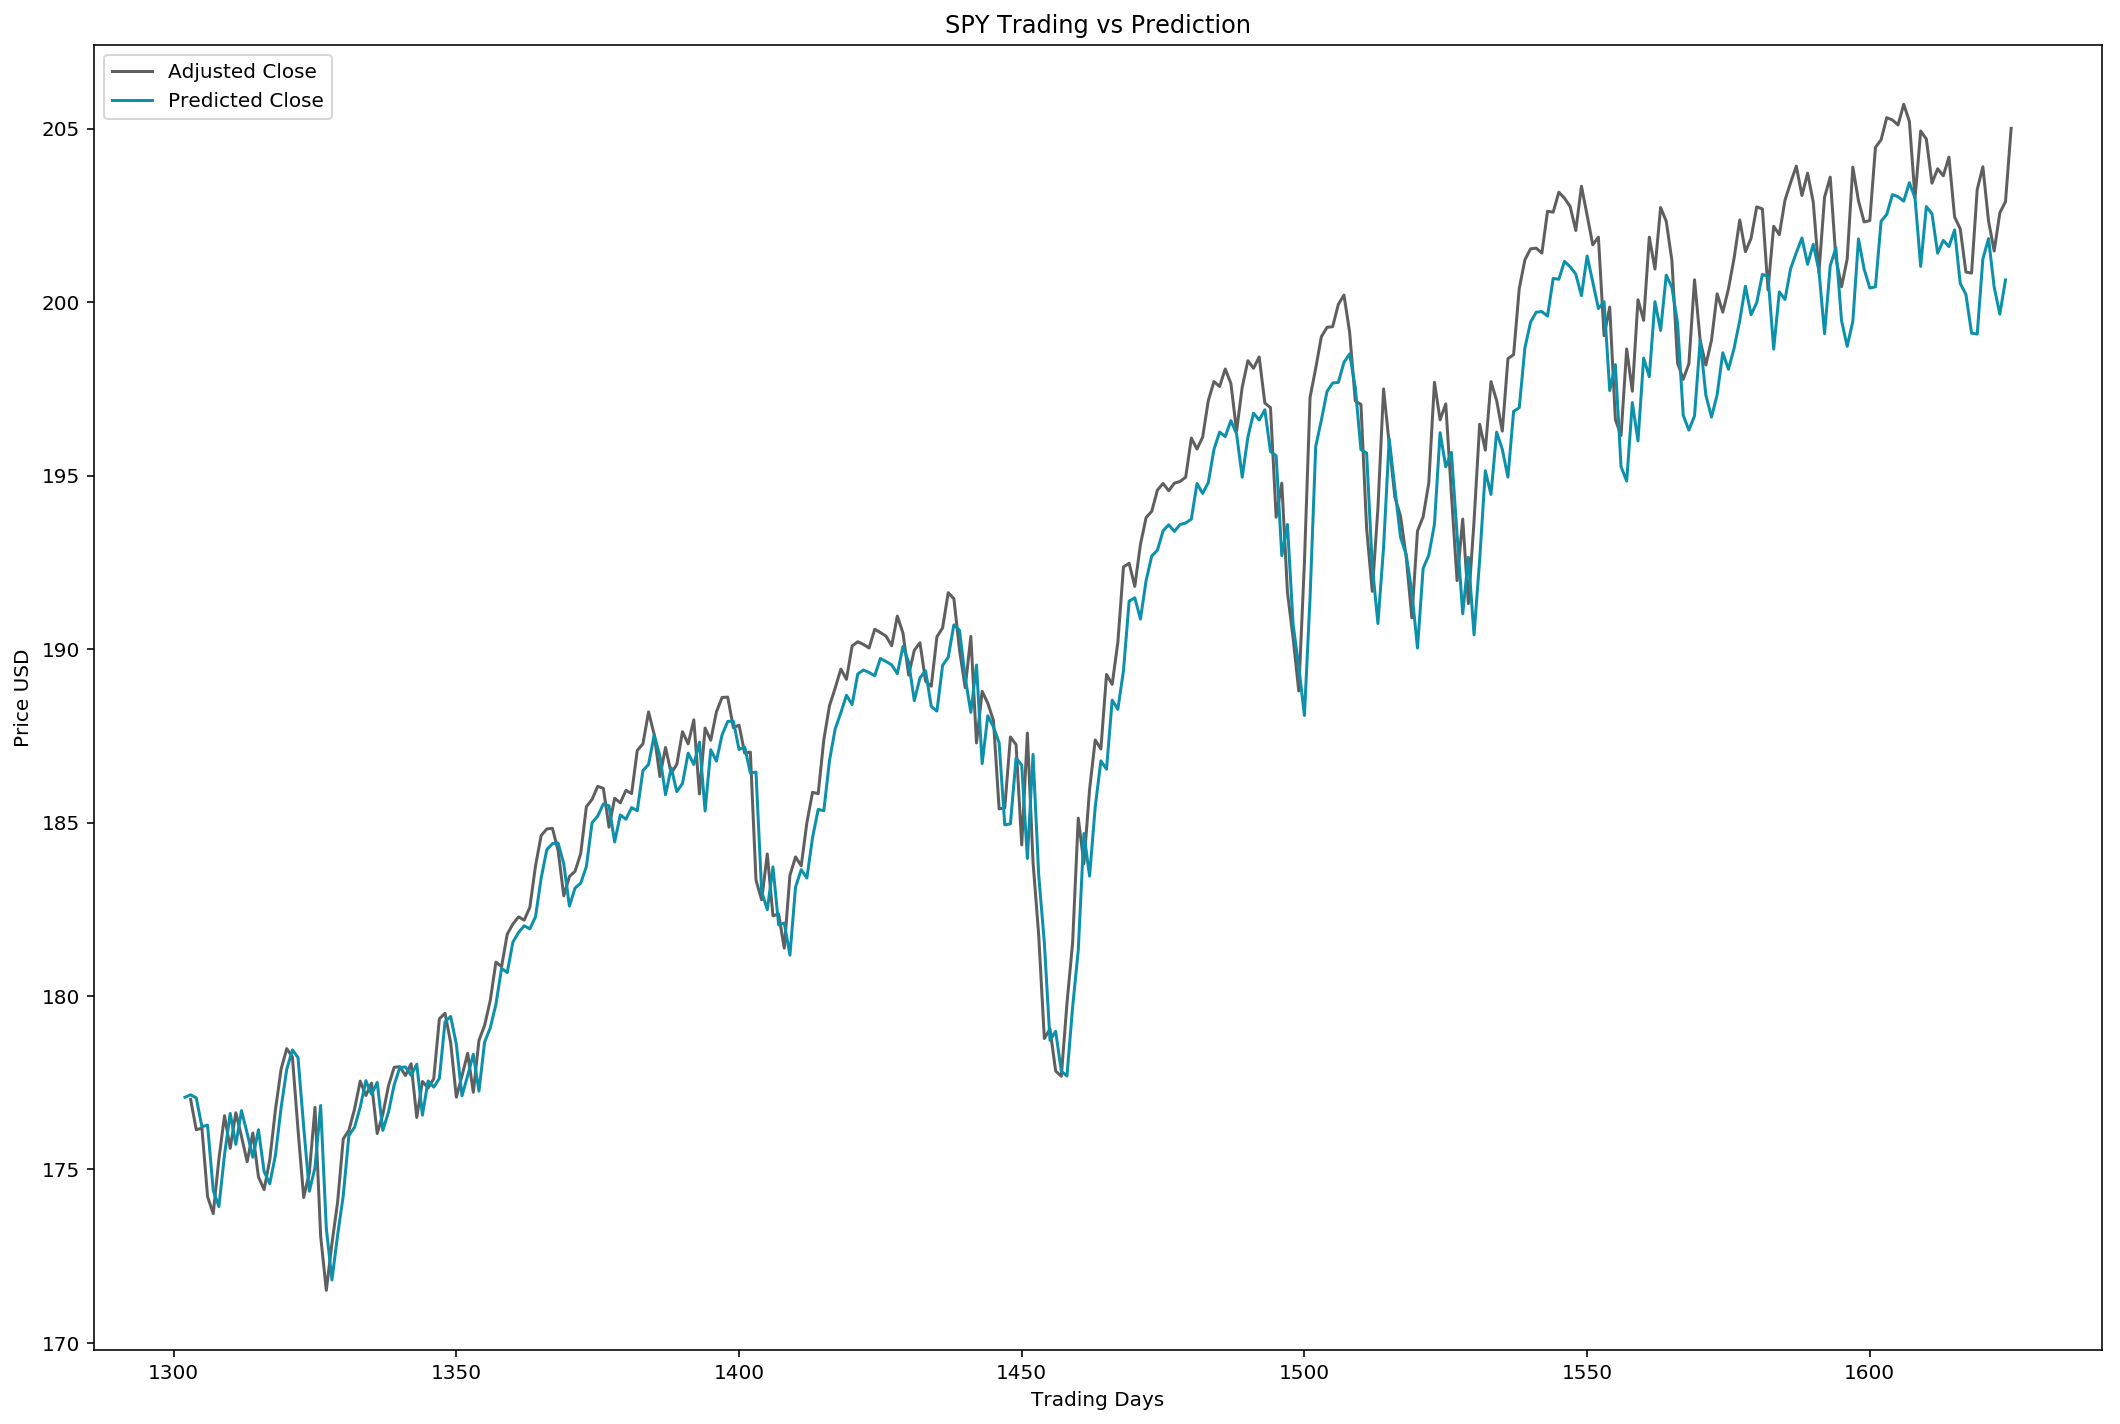 SPY Trading vs Prediction
Adjusted Close
Predicted Close
205
200
195
190
185
180
175
170
Price USD
1300 1350 1400 1450 1500 1550 1600
Trading Days